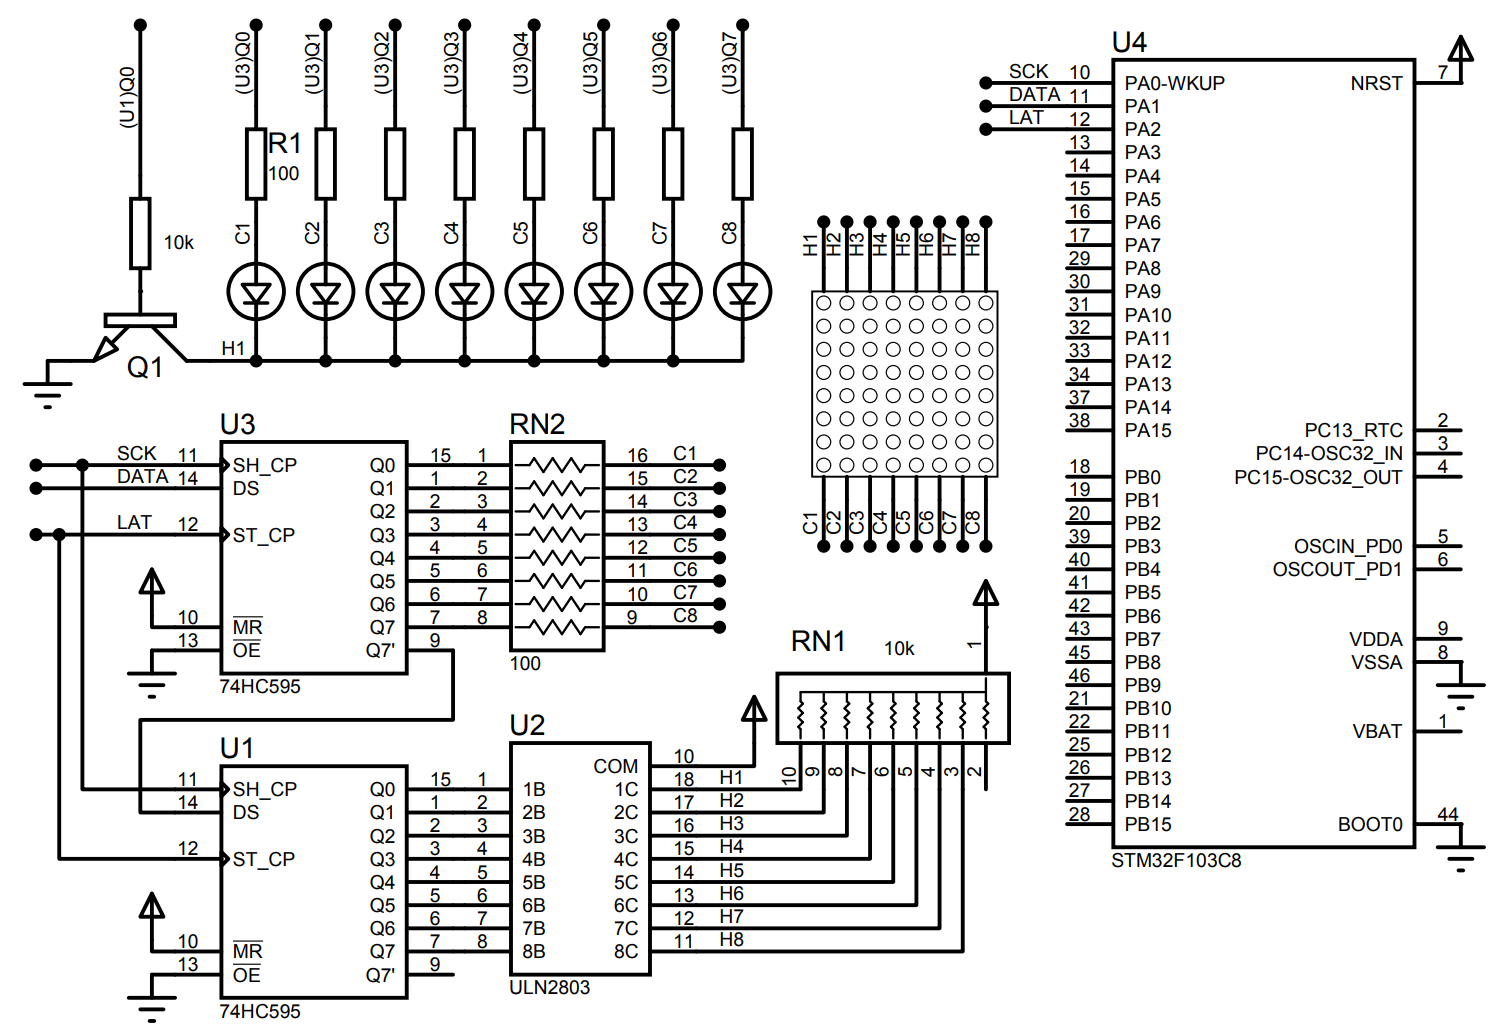 (U1)Q0
(U3)Q0
(U3)Q1
(U3)Q2
(U3)Q3
(U3)Q4
(U3)Q5
(U3)Q6
(U3)Q7
R1
100
10k
C1 C2 C3 C4 C5 C6 C7 C8
H1
Q1
U3
SCK 11 SH_CP Q0 15
DATA 14 DS Q1 1
Q2 2
LAT 12 ST_CP Q3 3
Q4 4
Q5 5
10 MR Q6 6
Q7 7
13 OE Q7' 9
74HC595
RN2
1 16 C1
2 15 C2
3 14 C3
4 13 C4
5 12 C5
6 11 C6
7 10 C7
8 9 C8
100
U1
11 SH_CP Q0 15
14 DS Q1 1
Q2 2
12 ST_CP Q3 3
Q4 4
Q5 5
Q6 6
10 MR Q7 7
13 OE Q7' 9
74HC595
U2
COM 10
1 1B 1C 18 H1
2 2B 2C 17 H2
3 3B 3C 16 H3
4 4B 4C 15 H4
5 5B 5C 14 H5
6 6B 6C 13 H6
7 7B 7C 12 H7
8 8B 8C 11 H8
ULN2803
RN1
10k
1
10 9 8 7 6 5 4 3 2
H1 H2 H3 H4 H5 H6 H7 H8
C1 C2 C3 C4 C5 C6 C7 C8
U4
SCK 10 PA0-WKUP NRST 7
DATA 11 PA1
LAT 12 PA2
13 PA3
14 PA4
15 PA5
16 PA6
17 PA7
29 PA8
30 PA9
31 PA10
32 PA11
33 PA12
34 PA13
37 PA14
38 PA15 PC13_RTC 2
PC14-OSC32_IN 3
18 PB0 PC15-OSC32_OUT 4
19 PB1
20 PB2
39 PB3 OSCIN_PD0 5
40 PB4 OSCOUT_PD1 6
41 PB5
42 PB6
43 PB7 VDDA 9
45 PB8 VSSA 8
46 PB9
21 PB10
22 PB11 VBAT 1
25 PB12
26 PB13
27 PB14
28 PB15 BOOT0 44
STM32F103C8